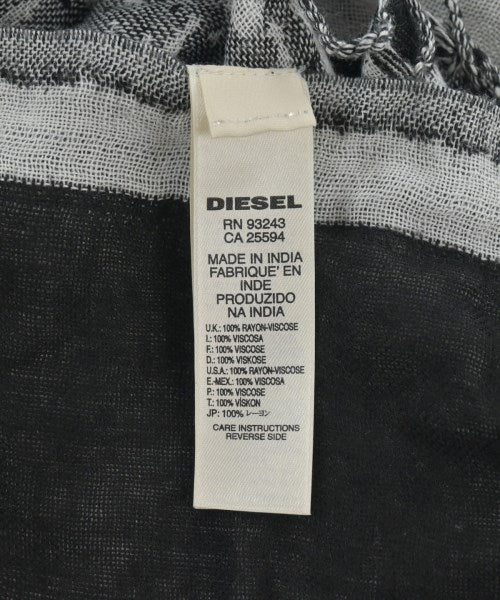 DIESEL
RN 93243
CA 25594
MADE IN INDIA
FABRIQUE' EN
INDE
PRODUZIDO
NA INDIA
U.K.: 100% RAYON-VISCOSE
I.: 100% VISCOSA
F.: 100% VISCOSE
D.: 100% VISKOSE
U.S.A.: 100% RAYON-VISCOSE
E.-MEX.: 100% VISCOSA
P.: 100% VISCOSE
T.: 100% VİSKON
JP: 100% レーヨン
CARE INSTRUCTIONS
REVERSE SIDE